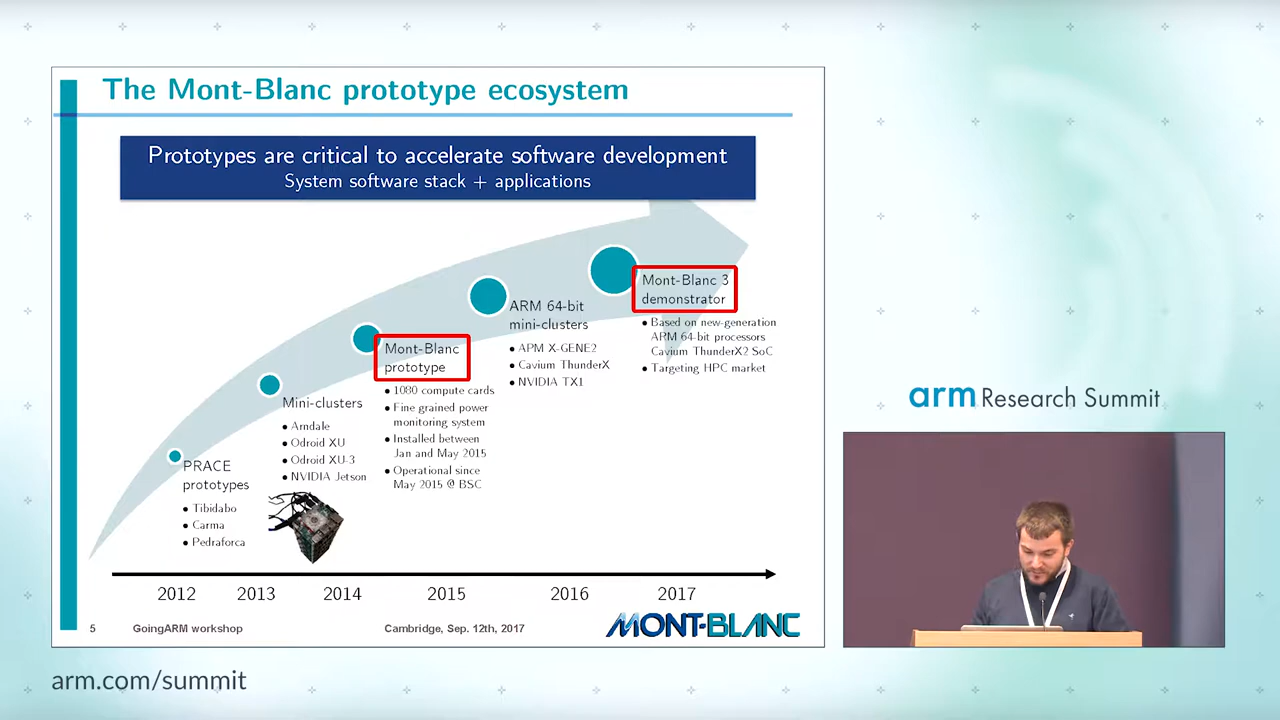 The Mont-Blanc prototype ecosystem
Prototypes are critical to accelerate software development
System software stack + applications
PRACE
prototypes
• Tibidabo
• Carma
• Pedraforca
Mini-clusters
• Arndale
• Odroid XU
• Odroid XU-3
• NVIDIA Jetson
Mont-Blanc
prototype
• 1080 compute cards
• Fine grained power
monitoring system
• Installed between
Jan and May 2015
• Operational since
May 2015 @ BSC
ARM 64-bit
mini-clusters
• APM X-GENE2
• Cavium ThunderX
• NVIDIA TX1
Mont-Blanc 3
demonstrator
• Based on new-generation
ARM 64-bit processors
Cavium ThunderX2 SoC
• Targeting HPC market
2012 2013 2014 2015 2016 2017
5 GoingARM workshop Cambridge, Sep. 12th, 2017 MONT-BLANC
arm Research Summit
arm.com/summit